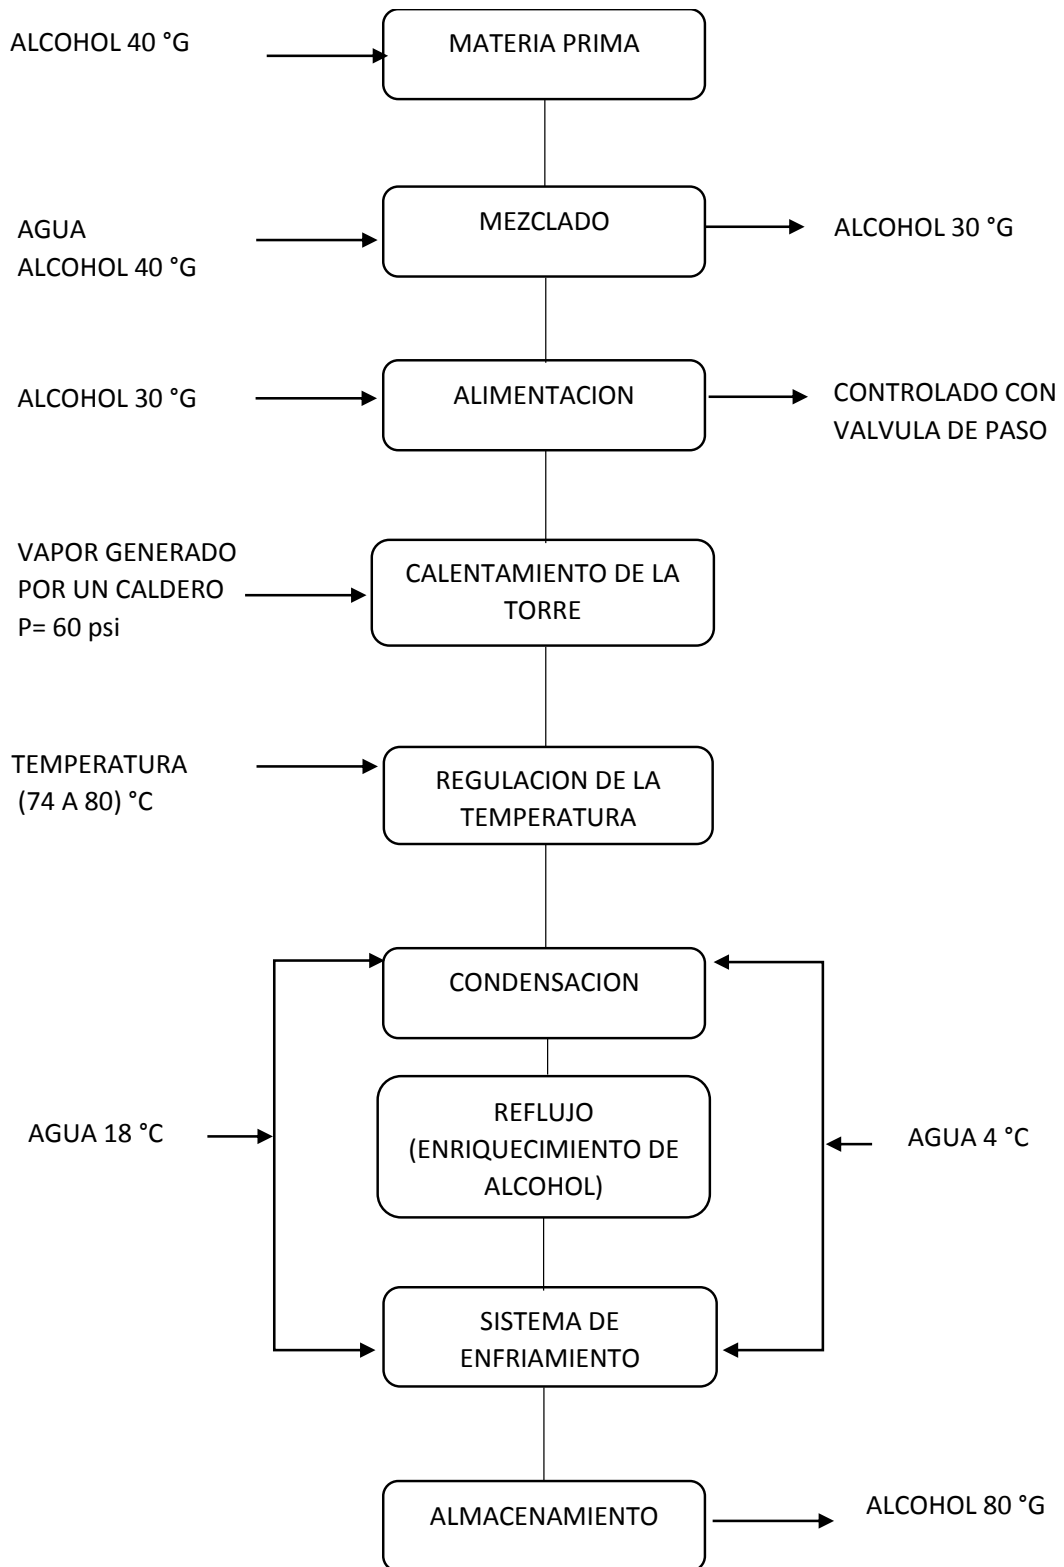 ALCOHOL 40 °G
MATERIA PRIMA
MEZCLADO
AGUA
ALCOHOL 40 °G
ALCOHOL 30 °G
ALIMENTACION
ALCOHOL 30 °G
CONTROLADO CON
VALVULA DE PASO
VAPOR GENERADO
POR UN CALDERO
P= 60 psi
CALENTAMIENTO DE LA
TORRE
TEMPERATURA
(74 A 80) °C
REGULACION DE LA
TEMPERATURA
CONDENSACION
AGUA 18 °C
REFLUJO
(ENRIQUECIMIENTO DE
ALCOHOL)
AGUA 4 °C
SISTEMA DE
ENFRIAMIENTO
ALMACENAMIENTO
ALCOHOL 80 °G